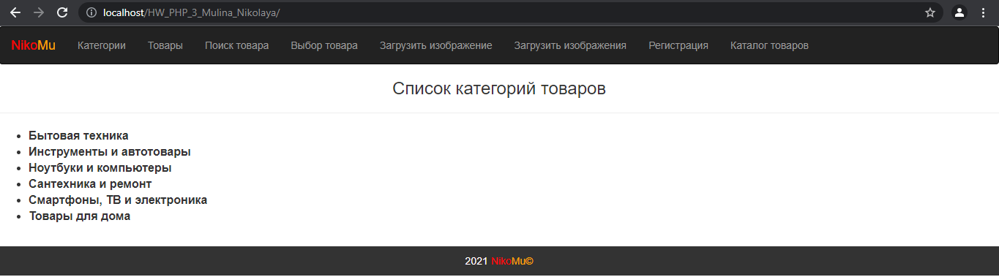 localhost/HW_PHP_3_Mulina_Nikolaya/
NikoMu Категории Товары Поиск товара Выбор товара Загрузить изображение Загрузить изображения Регистрация Каталог товаров
Список категорий товаров
Бытовая техника
Инструменты и автотовары
Ноутбуки и компьютеры
Сантехника и ремонт
Смартфоны, ТВ и электроника
Товары для дома
2021 NikoMu©